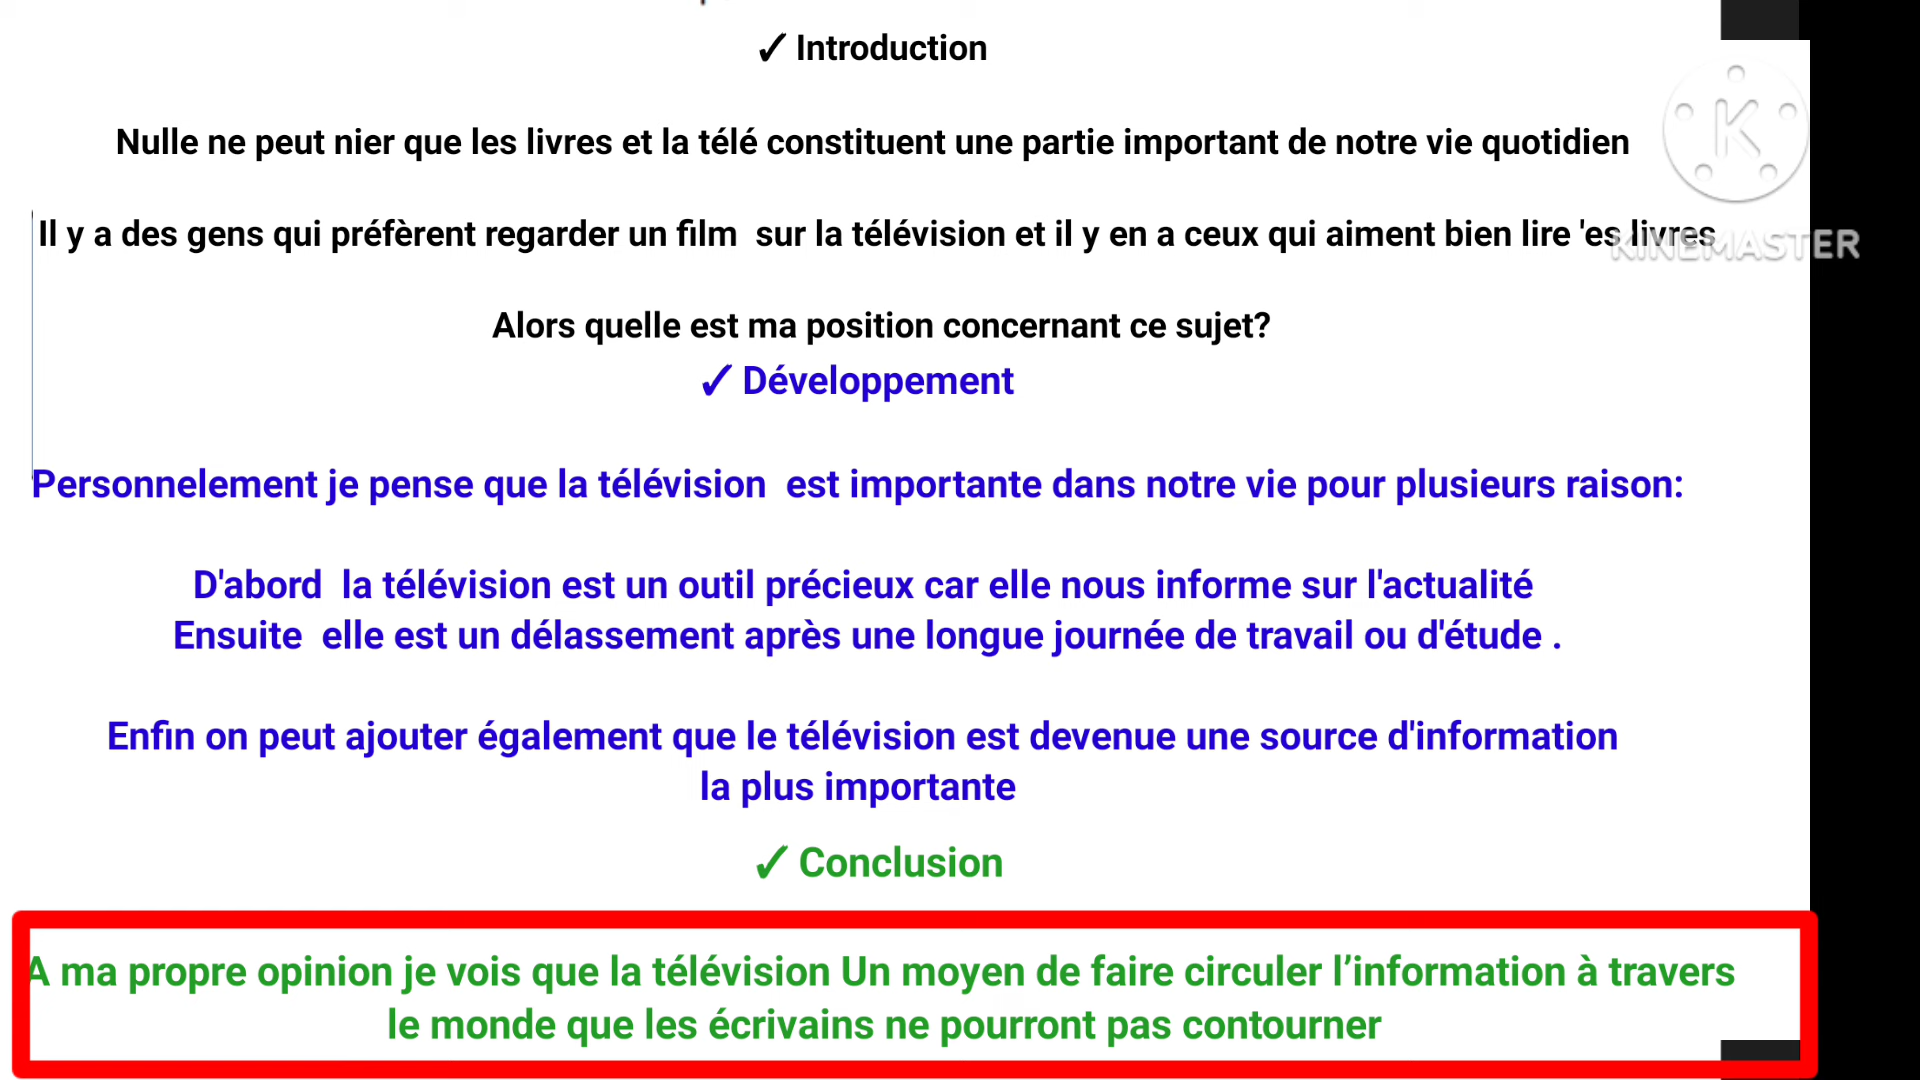 ✓ Introduction
Nulle ne peut nier que les livres et la télé constituent une partie important de notre vie quotidien
Il y a des gens qui préfèrent regarder un film sur la télévision et il y en a ceux qui aiment bien lire 'es livres
KINEMASTER
Alors quelle est ma position concernant ce sujet?
✓ Développement
Personnelement je pense que la télévision est importante dans notre vie pour plusieurs raison:
D'abord la télévision est un outil précieux car elle nous informe sur l'actualité
Ensuite elle est un délassement après une longue journée de travail ou d'étude .
Enfin on peut ajouter également que le télévision est devenue une source d'information
la plus importante
✓ Conclusion
A ma propre opinion je vois que la télévision Un moyen de faire circuler l’information à travers
le monde que les écrivains ne pourront pas contourner